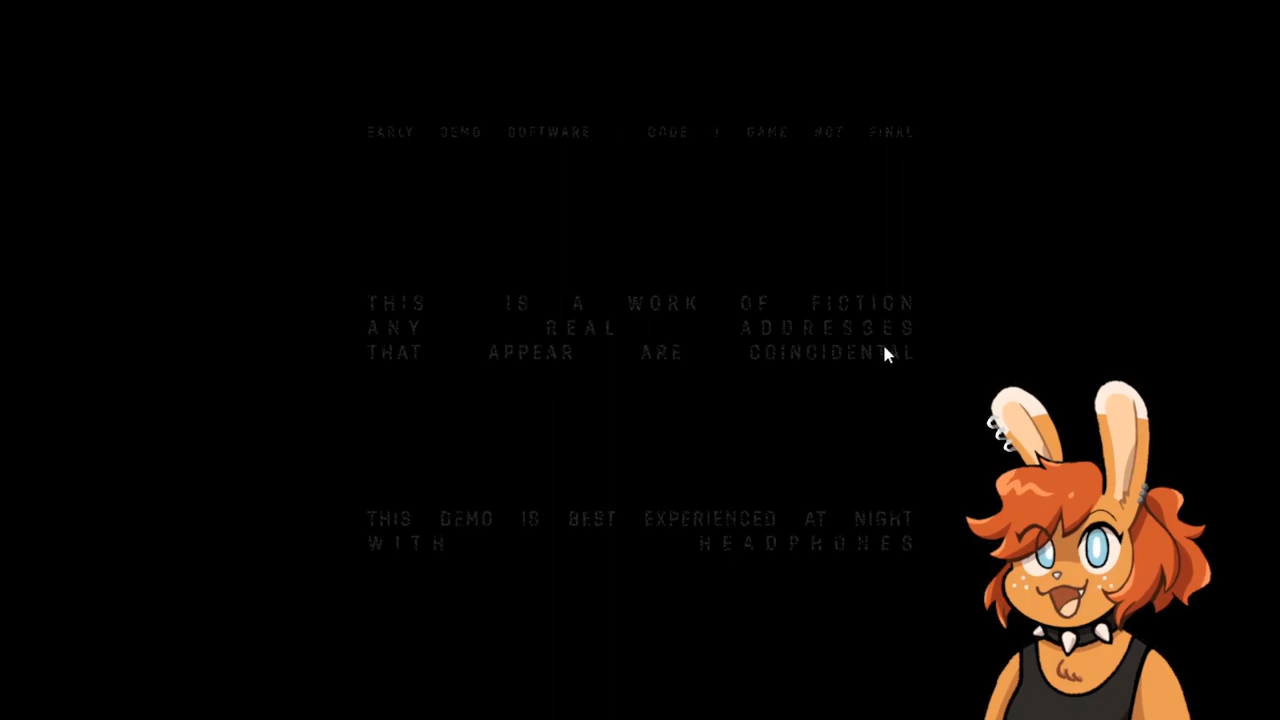 EARLY DEMO SOFTWARE / CODE / GAME NOT FINAL
THIS IS A WORK OF FICTION
ANY REAL ADDRESSES
THAT APPEAR ARE COINCIDENTAL
THIS DEMO IS BEST EXPERIENCED AT NIGHT
WITH HEADPHONES